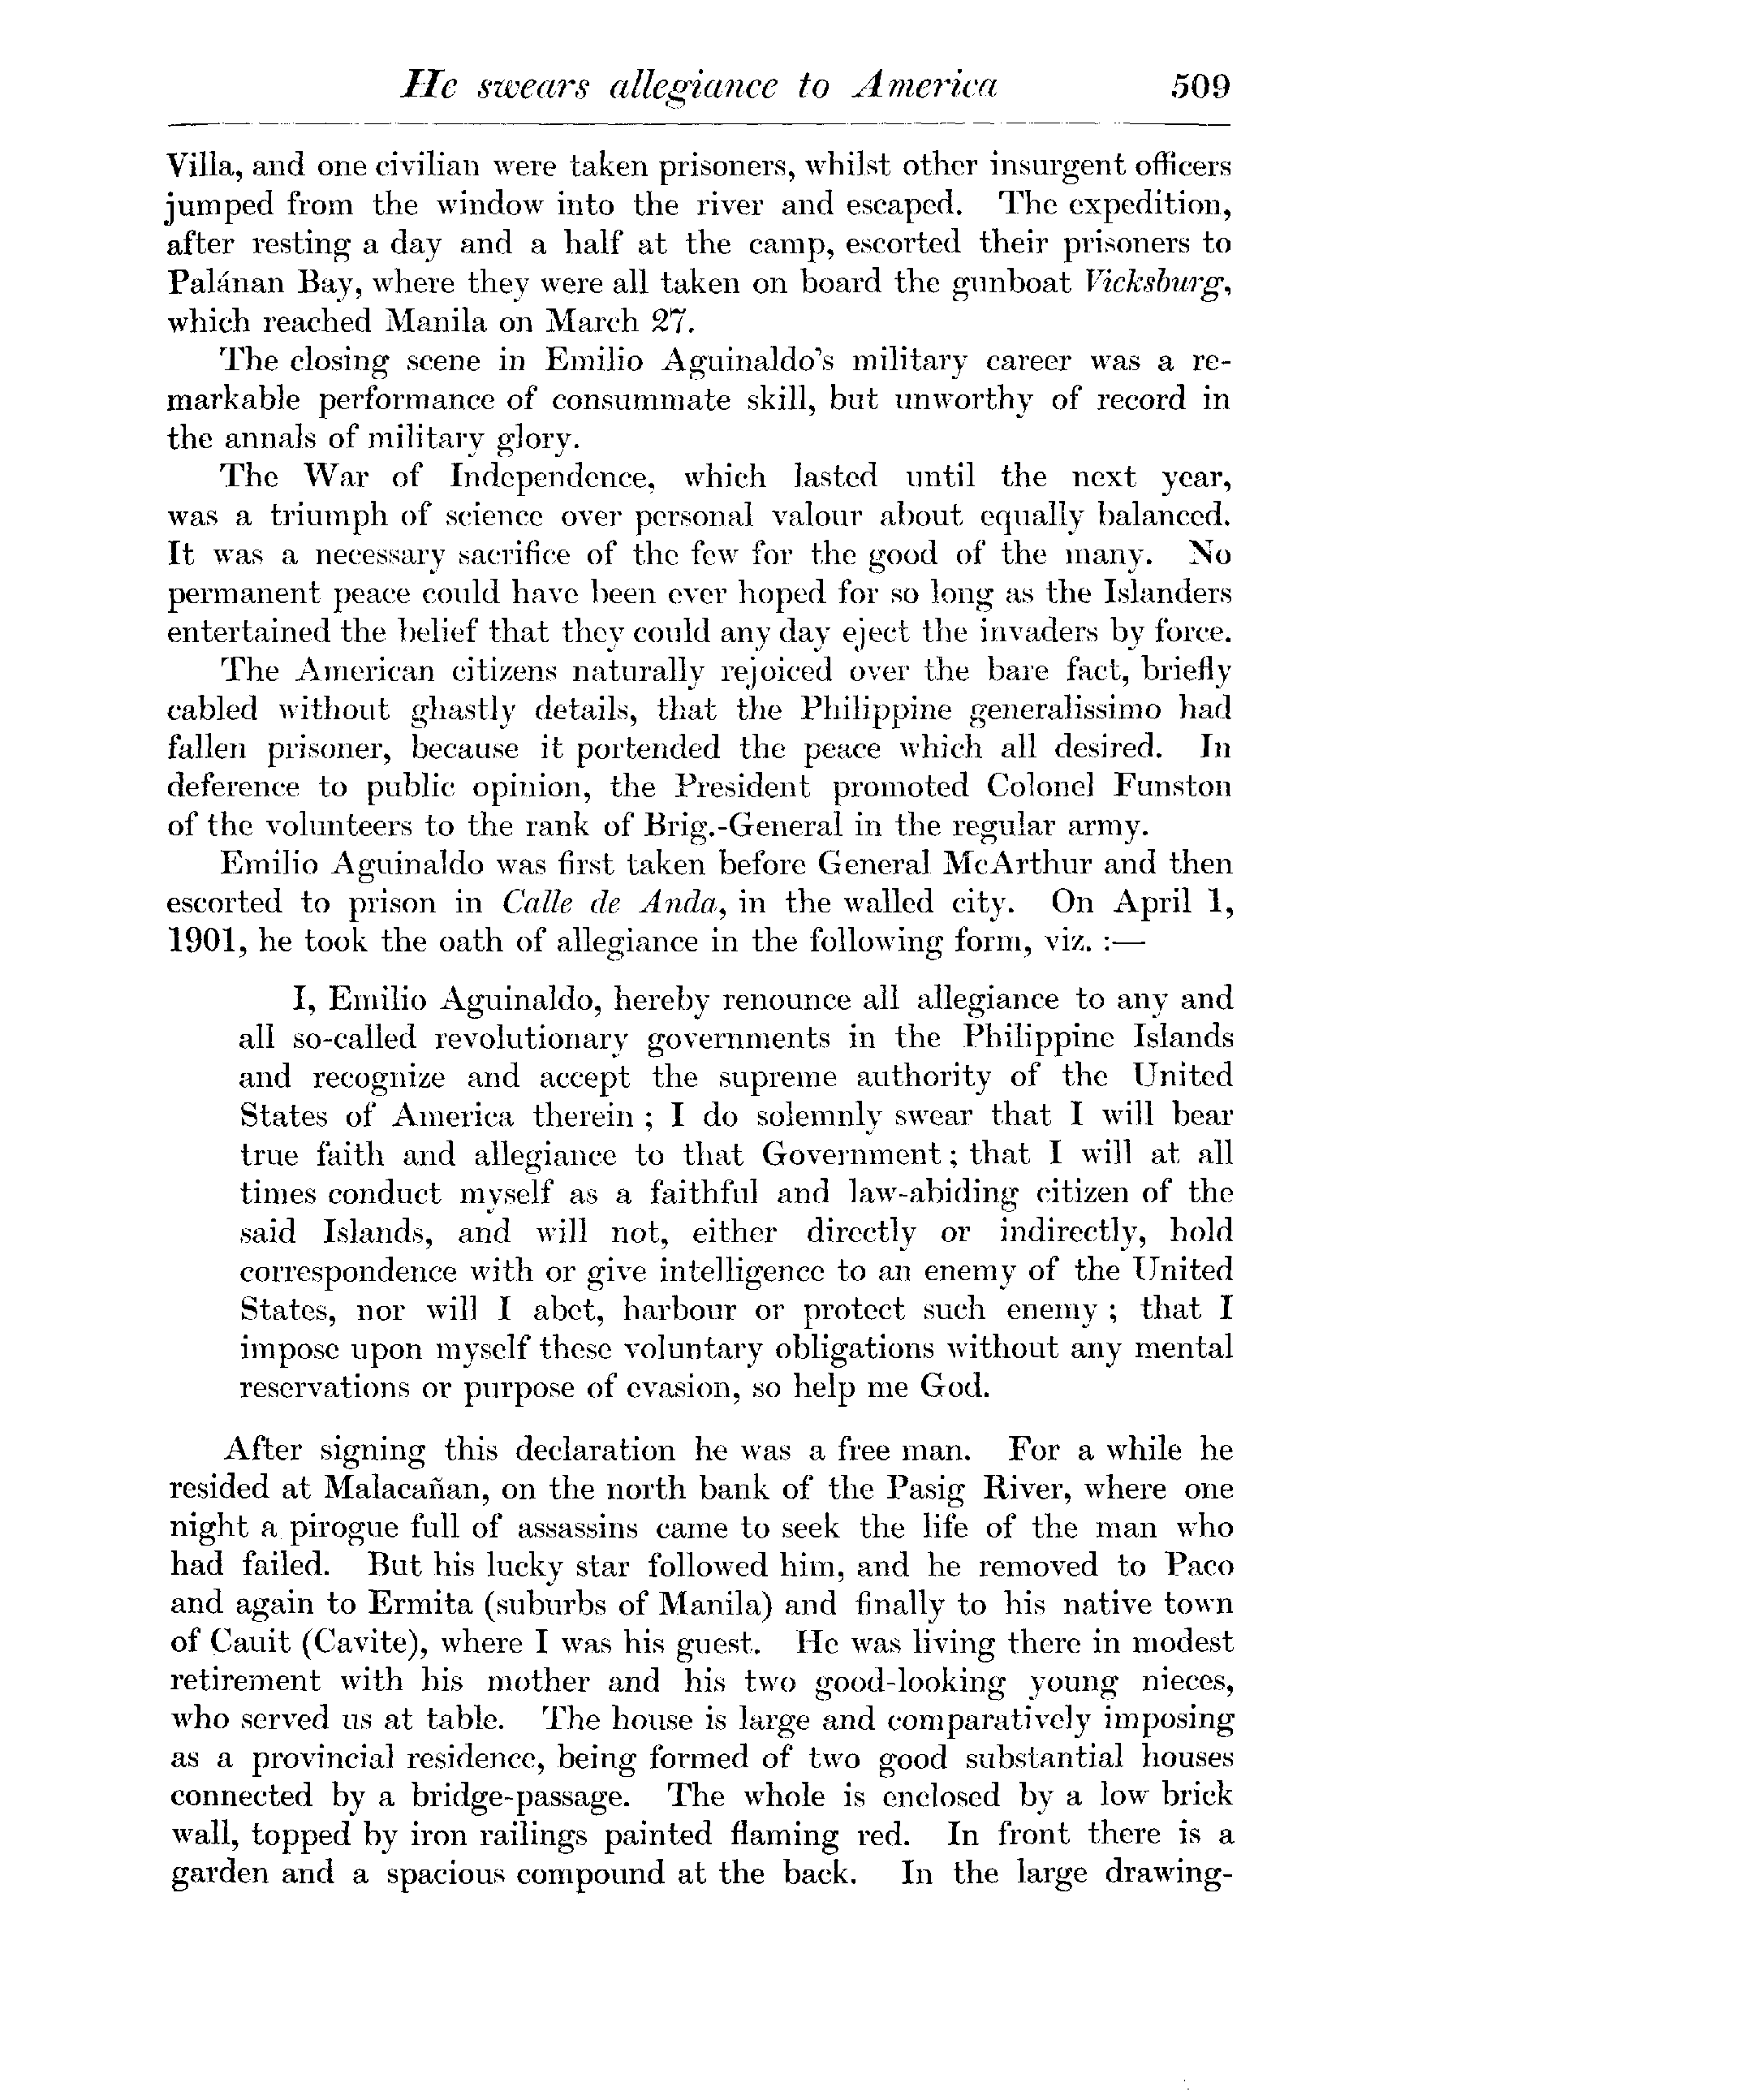 He swears allegiance to America 509
Villa, and one civilian were taken prisoners, whilst other insurgent officers
jumped from the window into the river and escaped. The expedition,
after resting a day and a half at the camp, escorted their prisoners to
Palánan Bay, where they were all taken on board the gunboat Vicksburg,
which reached Manila on March 27.
The closing scene in Emilio Aguinaldo's military career was a re-
markable performance of consummate skill, but unworthy of record in
the annals of military glory.
The War of Independence, which lasted until the next year,
was a triumph of science over personal valour about equally balanced.
It was a necessary sacrifice of the few for the good of the many. No
permanent peace could have been ever hoped for so long as the Islanders
entertained the belief that they could any day eject the invaders by force.
The American citizens naturally rejoiced over the bare fact, briefly
cabled without ghastly details, that the Philippine generalissimo had
fallen prisoner, because it portended the peace which all desired. In
deference to public opinion, the President promoted Colonel Funston
of the volunteers to the rank of Brig.-General in the regular army.
Emilio Aguinaldo was first taken before General McArthur and then
escorted to prison in Calle de Anda, in the walled city. On April 1,
1901, he took the oath of allegiance in the following form, viz. :—
I, Emilio Aguinaldo, hereby renounce all allegiance to any and
all so-called revolutionary governments in the Philippine Islands
and recognize and accept the supreme authority of the United
States of America therein ; I do solemnly swear that I will bear
true faith and allegiance to that Government ; that I will at all
times conduct myself as a faithful and law-abiding citizen of the
said Islands, and will not, either directly or indirectly, hold
correspondence with or give intelligence to an enemy of the United
States, nor will I abet, harbour or protect such enemy ; that I
impose upon myself these voluntary obligations without any mental
reservations or purpose of evasion, so help me God.
After signing this declaration he was a free man. For a while he
resided at Malacañan, on the north bank of the Pasig River, where one
night a pirogue full of assassins came to seek the life of the man who
had failed. But his lucky star followed him, and he removed to Paco
and again to Ermita (suburbs of Manila) and finally to his native town
of Cauit (Cavite), where I was his guest. He was living there in modest
retirement with his mother and his two good-looking young nieces,
who served us at table. The house is large and comparatively imposing
as a provincial residence, being formed of two good substantial houses
connected by a bridge-passage. The whole is enclosed by a low brick
wall, topped by iron railings painted flaming red. In front there is a
garden and a spacious compound at the back. In the large drawing-